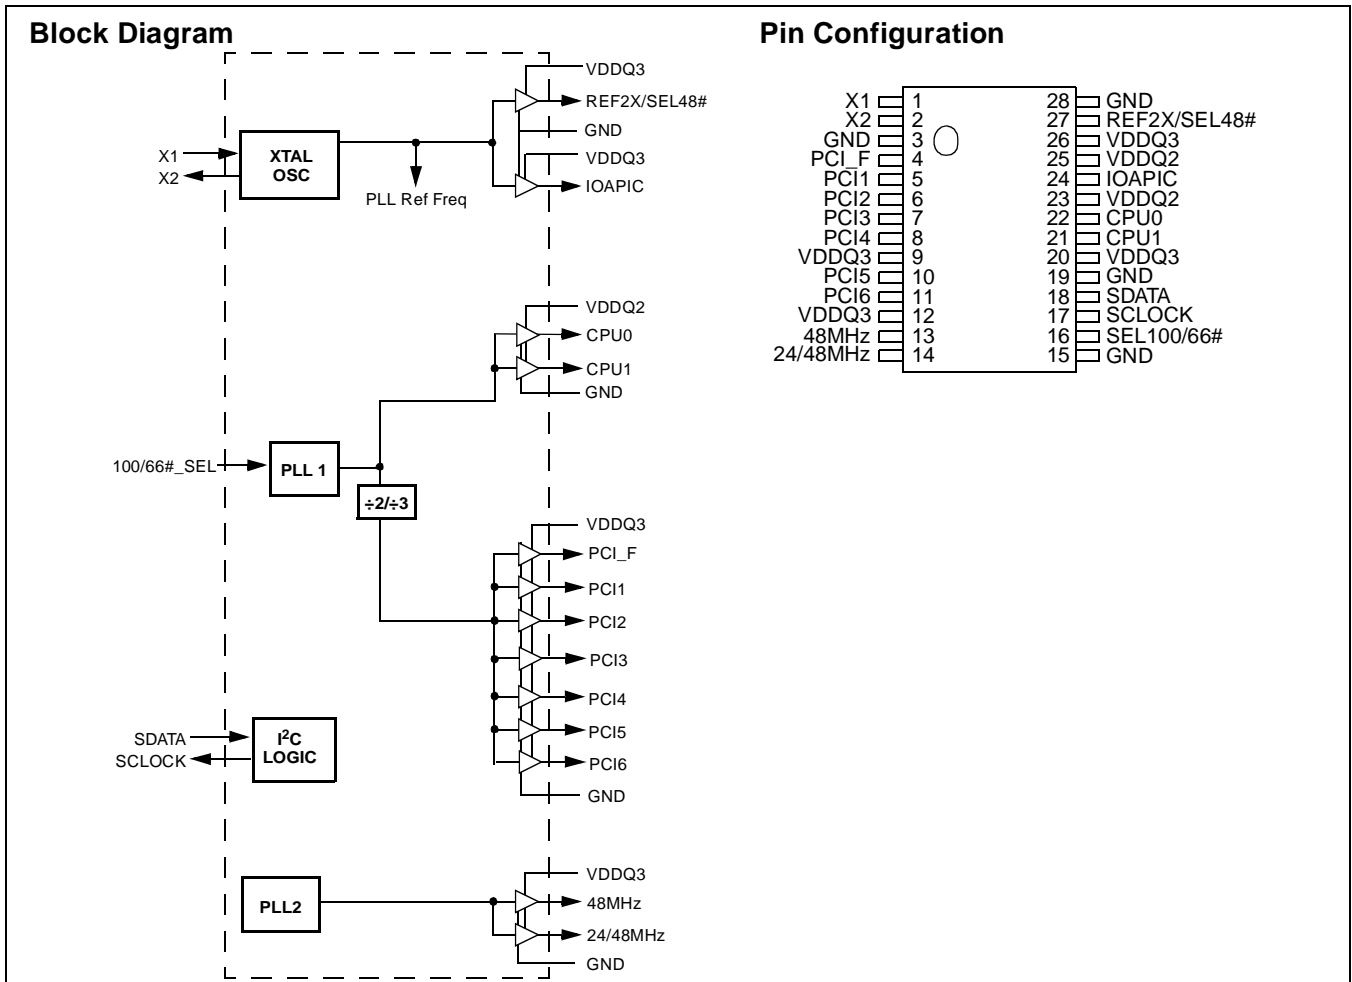 Block Diagram
VDDQ3
REF2X/SEL48#
GND
VDDQ3
IOAPIC
X1
X2
XTAL
OSC
PLL Ref Freq
VDDQ2
CPU0
CPU1
GND
100/66#_SEL
PLL 1
÷2/÷3
VDDQ3
PCI_F
PCI1
PCI2
PCI3
PCI4
PCI5
PCI6
GND
SDATA
SCLOCK
I²C
LOGIC
VDDQ3
48MHz
24/48MHz
GND
PLL2
Pin Configuration
X1 1 28 GND
X2 2 27 REF2X/SEL48#
GND 3 26 VDDQ3
PCI_F 4 25 VDDQ2
PCI1 5 24 IOAPIC
PCI2 6 23 VDDQ2
PCI3 7 22 CPU0
PCI4 8 21 CPU1
VDDQ3 9 20 VDDQ3
PCI5 10 19 GND
PCI6 11 18 SDATA
VDDQ3 12 17 SCLOCK
48MHz 13 16 SEL100/66#
24/48MHz 14 15 GND